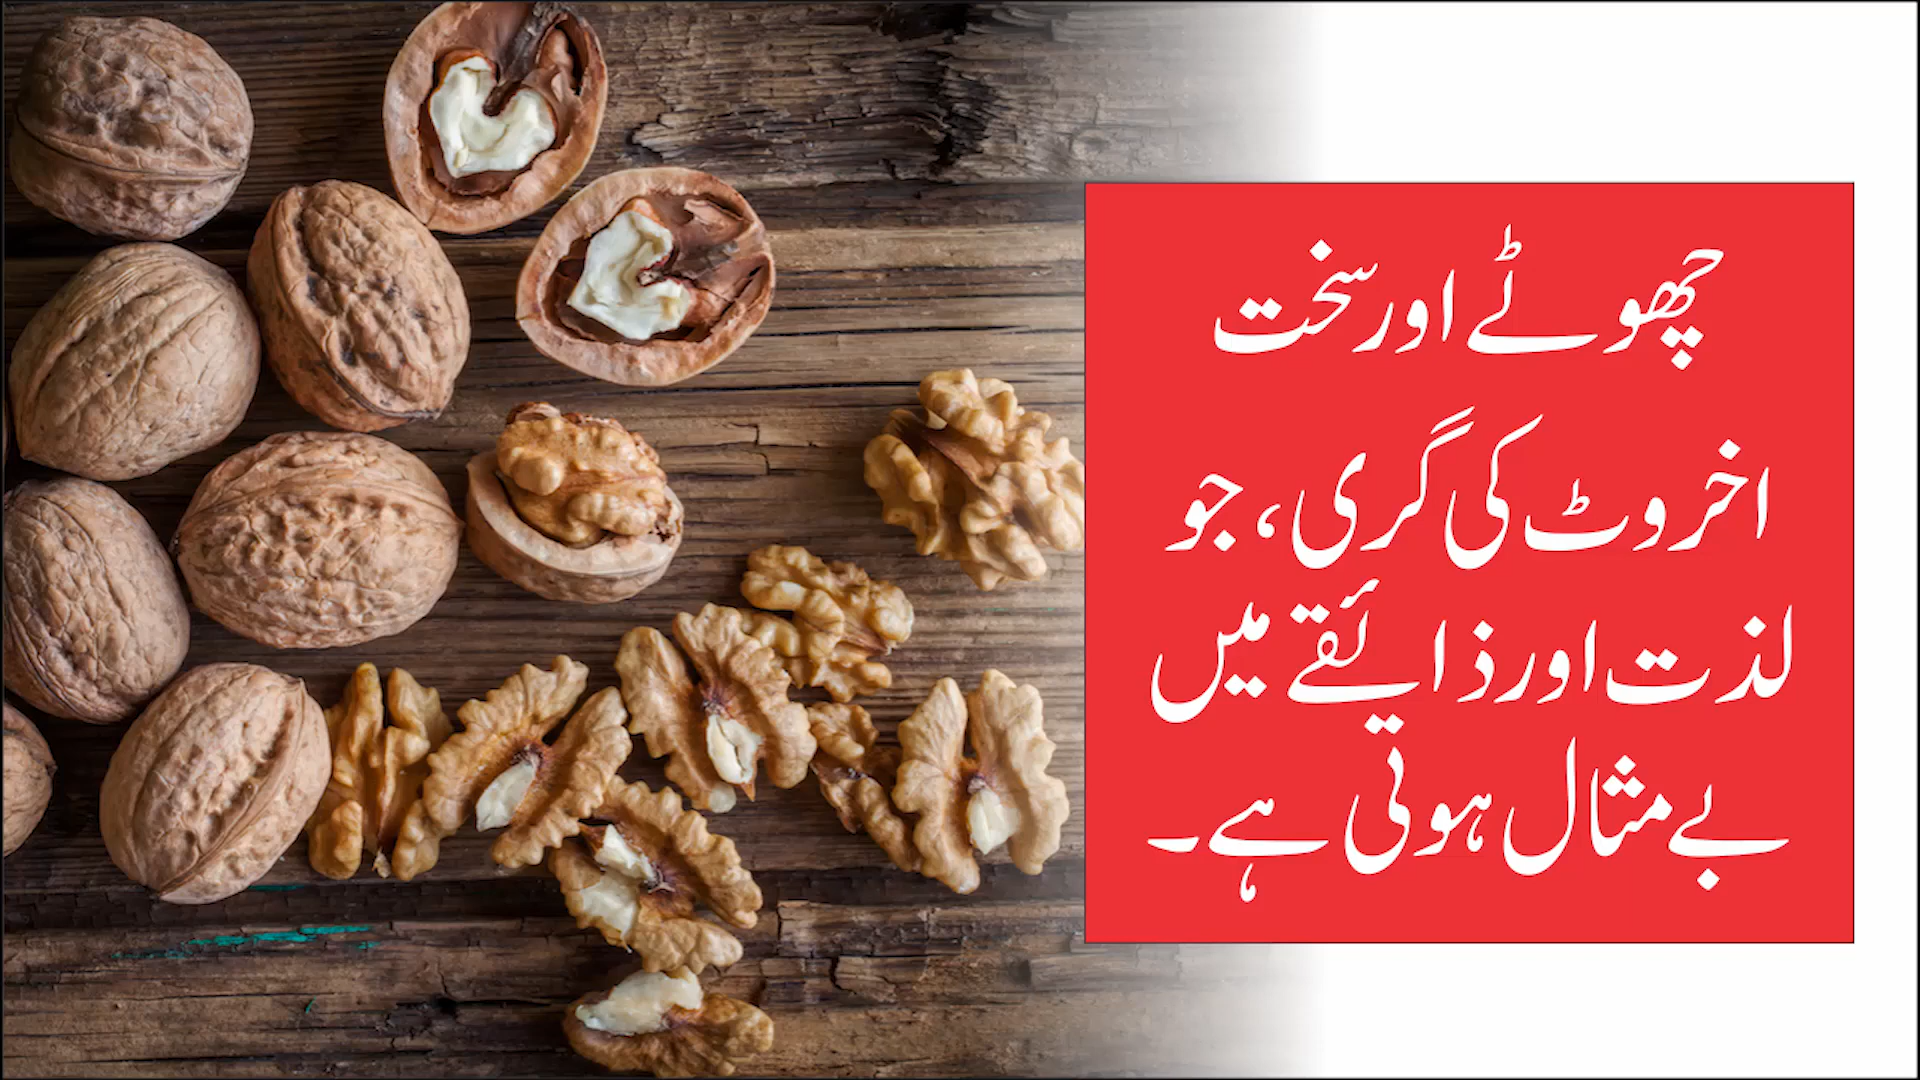 چھوٹے اور سخت
اخروٹ کی گری، جو
لذت اور ذائقے میں
بے مثال ہوتی ہے۔